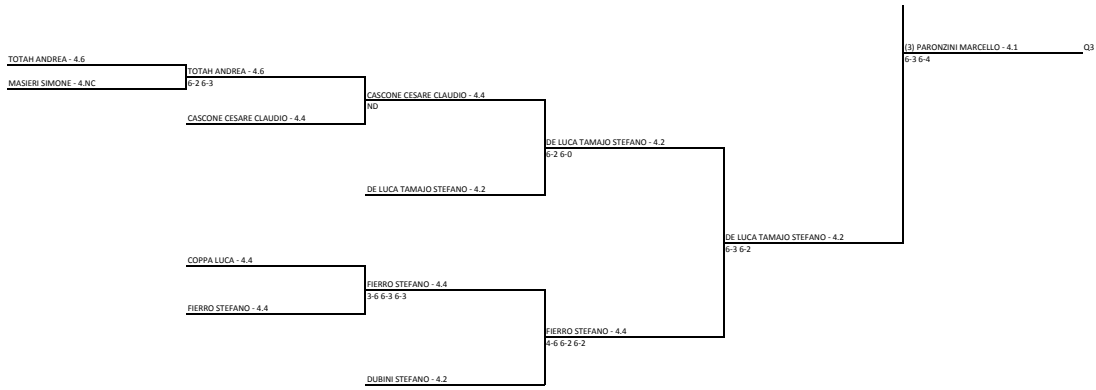 (3) PARONZINI MARCELLO - 4.1
Q3
6-3 6-4
TOTAH ANDREA - 4.6
TOTAH ANDREA - 4.6
MASIERI SIMONE - 4.NC
6-2 6-3
CASCONE CESARE CLAUDIO - 4.4
ND
CASCONE CESARE CLAUDIO - 4.4
DE LUCA TAMAJO STEFANO - 4.2
6-2 6-0
DE LUCA TAMAJO STEFANO - 4.2
DE LUCA TAMAJO STEFANO - 4.2
6-3 6-2
COPPA LUCA - 4.4
FIERRO STEFANO - 4.4
3-6 6-3 6-3
FIERRO STEFANO - 4.4
FIERRO STEFANO - 4.4
4-6 6-2 6-2
DUBINI STEFANO - 4.2